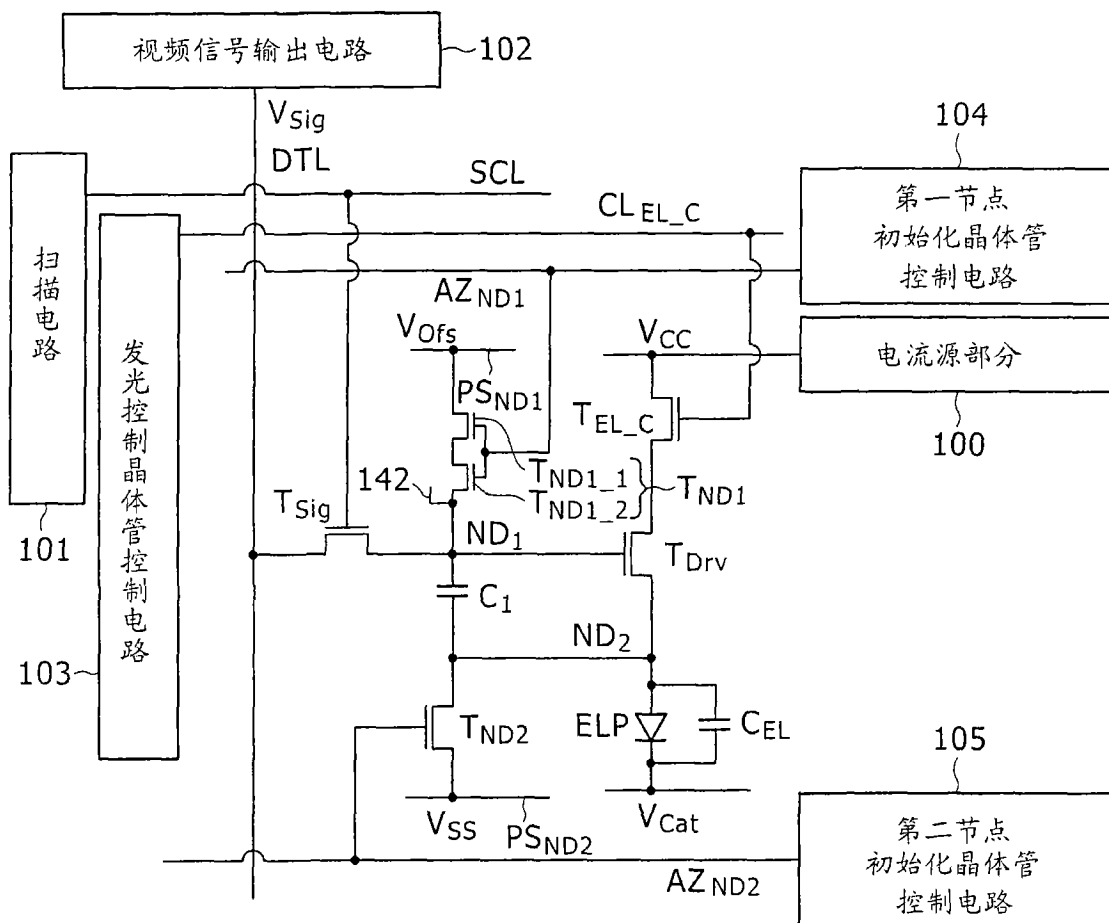 视频信号输出电路
102
V_Sig
DTL
104
SCL
CL_EL_C
第一节点
初始化晶体管
控制电路
扫描电路
101
发光控制晶体管控制电路
103
AZ_ND1
V_Ofs
PS_ND1
V_CC
电流源部分
100
T_EL_C
T_ND1_1
T_ND1_2
T_ND1
142
T_Sig
ND_1
T_Drv
C_1
ND_2
T_ND2
ELP
C_EL
V_SS
PS_ND2
V_Cat
105
第二节点
初始化晶体管
控制电路
AZ_ND2